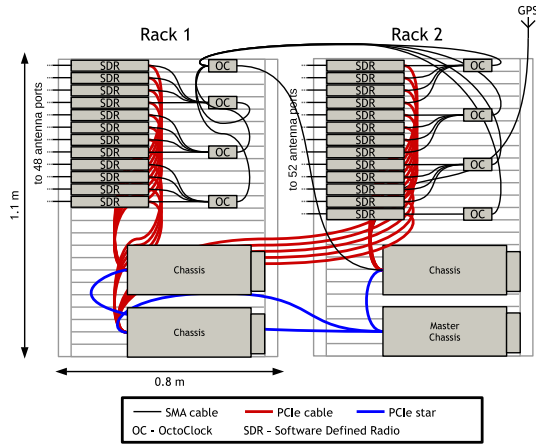 GPS
Rack 1
Rack 2
SDR
SDR
SDR
SDR
SDR
SDR
SDR
SDR
SDR
SDR
SDR
SDR
OC
OC
OC
OC
to 48 antenna ports
SDR
SDR
SDR
SDR
SDR
SDR
SDR
SDR
SDR
SDR
SDR
SDR
SDR
OC
OC
OC
OC
to 52 antenna ports
1.1 m
Chassis
Chassis
Chassis
Master
Chassis
0.8 m
SMA cable
PCIe cable
PCIe star
OC - OctoClock
SDR - Software Defined Radio